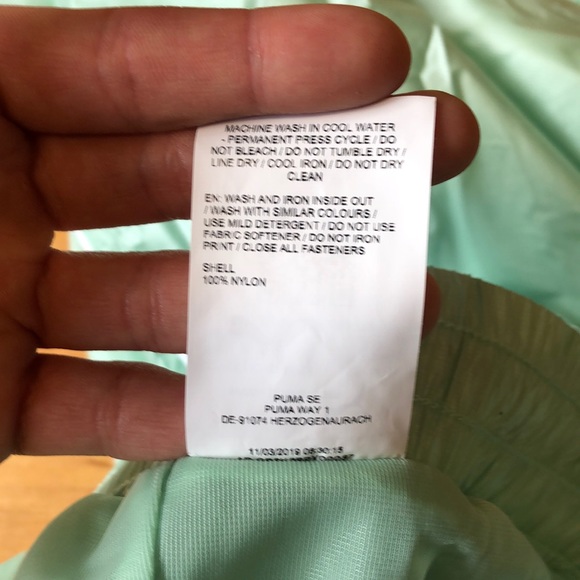 MACHINE WASH IN COOL WATER
- PERMANENT PRESS CYCLE / DO
NOT BLEACH / DO NOT TUMBLE DRY /
LINE DRY / COOL IRON / DO NOT DRY
CLEAN
EN: WASH AND IRON INSIDE OUT
/ WASH WITH SIMILAR COLOURS /
USE MILD DETERGENT / DO NOT USE
FABRIC SOFTENER / DO NOT IRON
PRINT / CLOSE ALL FASTENERS
SHELL
100% NYLON
PUMA SE
PUMA WAY 1
DE-91074 HERZOGENAURACH
11/03/2019